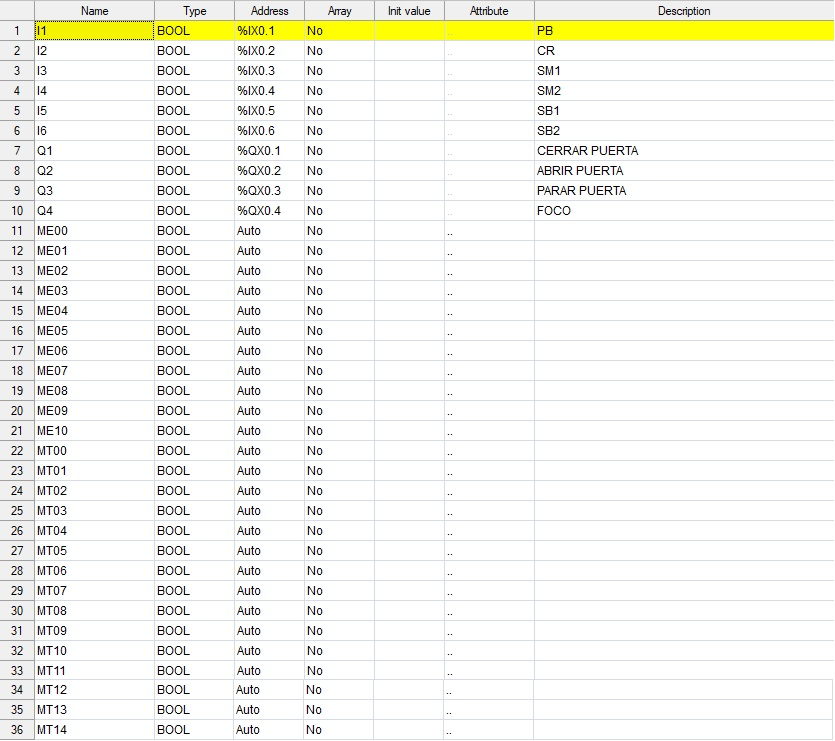 Name Type Address Array Init value Attribute Description
1 I1 BOOL %IX0.1 No .. PB
2 I2 BOOL %IX0.2 No .. CR
3 I3 BOOL %IX0.3 No .. SM1
4 I4 BOOL %IX0.4 No .. SM2
5 I5 BOOL %IX0.5 No .. SB1
6 I6 BOOL %IX0.6 No .. SB2
7 Q1 BOOL %QX0.1 No .. CERRAR PUERTA
8 Q2 BOOL %QX0.2 No .. ABRIR PUERTA
9 Q3 BOOL %QX0.3 No .. PARAR PUERTA
10 Q4 BOOL %QX0.4 No .. FOCO
11 ME00 BOOL Auto No ..
12 ME01 BOOL Auto No ..
13 ME02 BOOL Auto No ..
14 ME03 BOOL Auto No ..
15 ME04 BOOL Auto No ..
16 ME05 BOOL Auto No ..
17 ME06 BOOL Auto No ..
18 ME07 BOOL Auto No ..
19 ME08 BOOL Auto No ..
20 ME09 BOOL Auto No ..
21 ME10 BOOL Auto No ..
22 MT00 BOOL Auto No ..
23 MT01 BOOL Auto No ..
24 MT02 BOOL Auto No ..
25 MT03 BOOL Auto No ..
26 MT04 BOOL Auto No ..
27 MT05 BOOL Auto No ..
28 MT06 BOOL Auto No ..
29 MT07 BOOL Auto No ..
30 MT08 BOOL Auto No ..
31 MT09 BOOL Auto No ..
32 MT10 BOOL Auto No ..
33 MT11 BOOL Auto No ..
34 MT12 BOOL Auto No ..
35 MT13 BOOL Auto No ..
36 MT14 BOOL Auto No ..